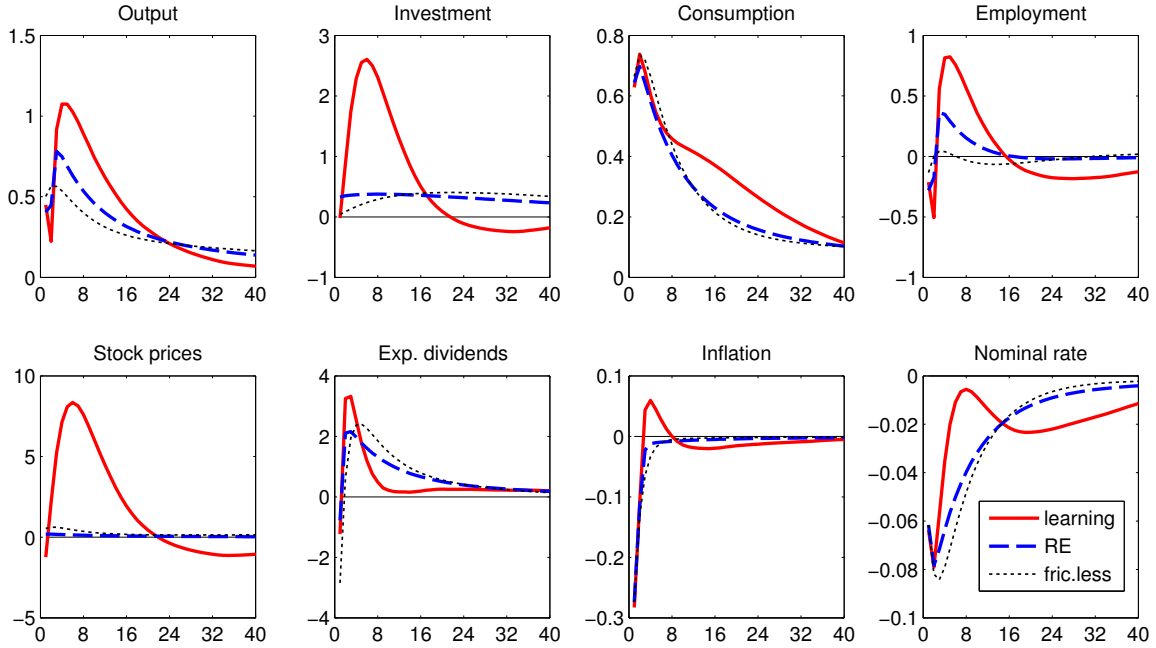 Output
1.5
1
0.5
0
0 8 16 24 32 40
Investment
3
2
1
0
−1
0 8 16 24 32 40
Consumption
0.8
0.6
0.4
0.2
0
0 8 16 24 32 40
Employment
1
0.5
0
−0.5
−1
0 8 16 24 32 40
Stock prices
10
5
0
−5
0 8 16 24 32 40
Exp. dividends
4
2
0
−2
−4
0 8 16 24 32 40
Inflation
0.1
0
−0.1
−0.2
−0.3
0 8 16 24 32 40
Nominal rate
0
−0.02
−0.04
−0.06
−0.08
−0.1
0 8 16 24 32 40
learning
RE
fric.less